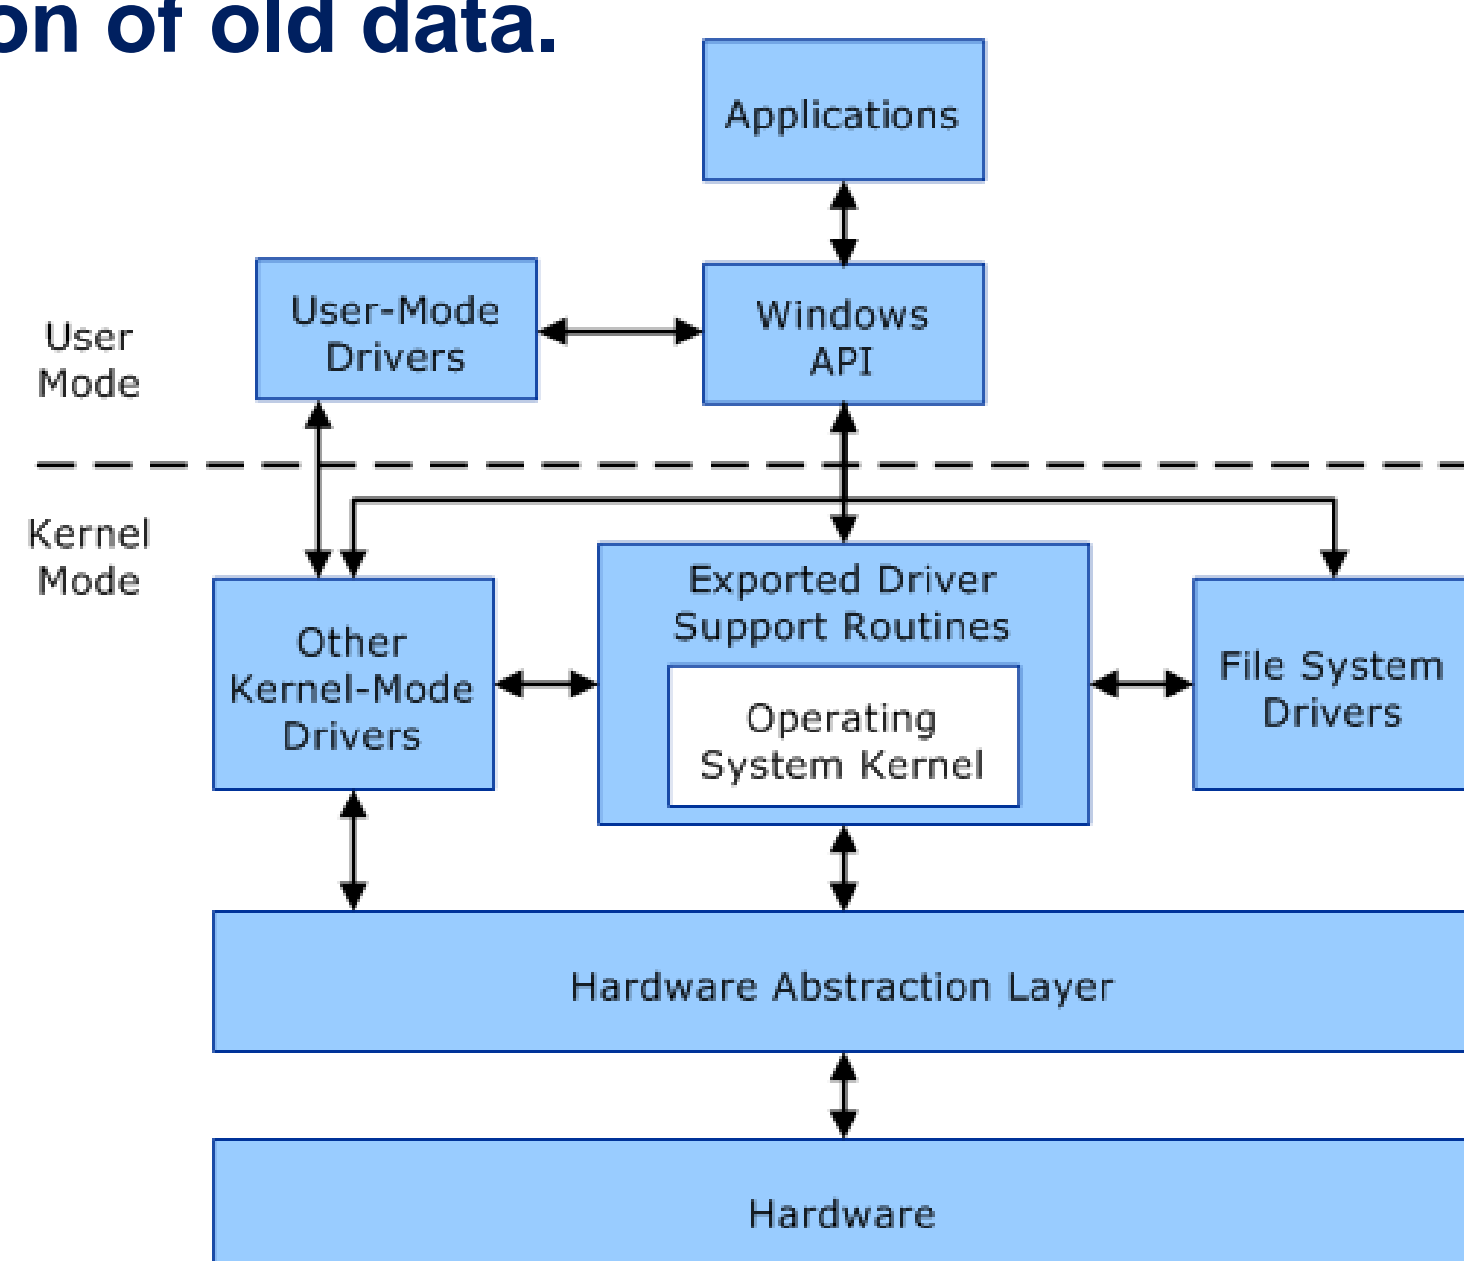 on of old data.
Applications
User-Mode
Drivers
Windows
API
User
Mode
Kernel
Mode
Exported Driver
Support Routines
Other
Kernel-Mode
Drivers
File System
Drivers
Operating
System Kernel
Hardware Abstraction Layer
Hardware